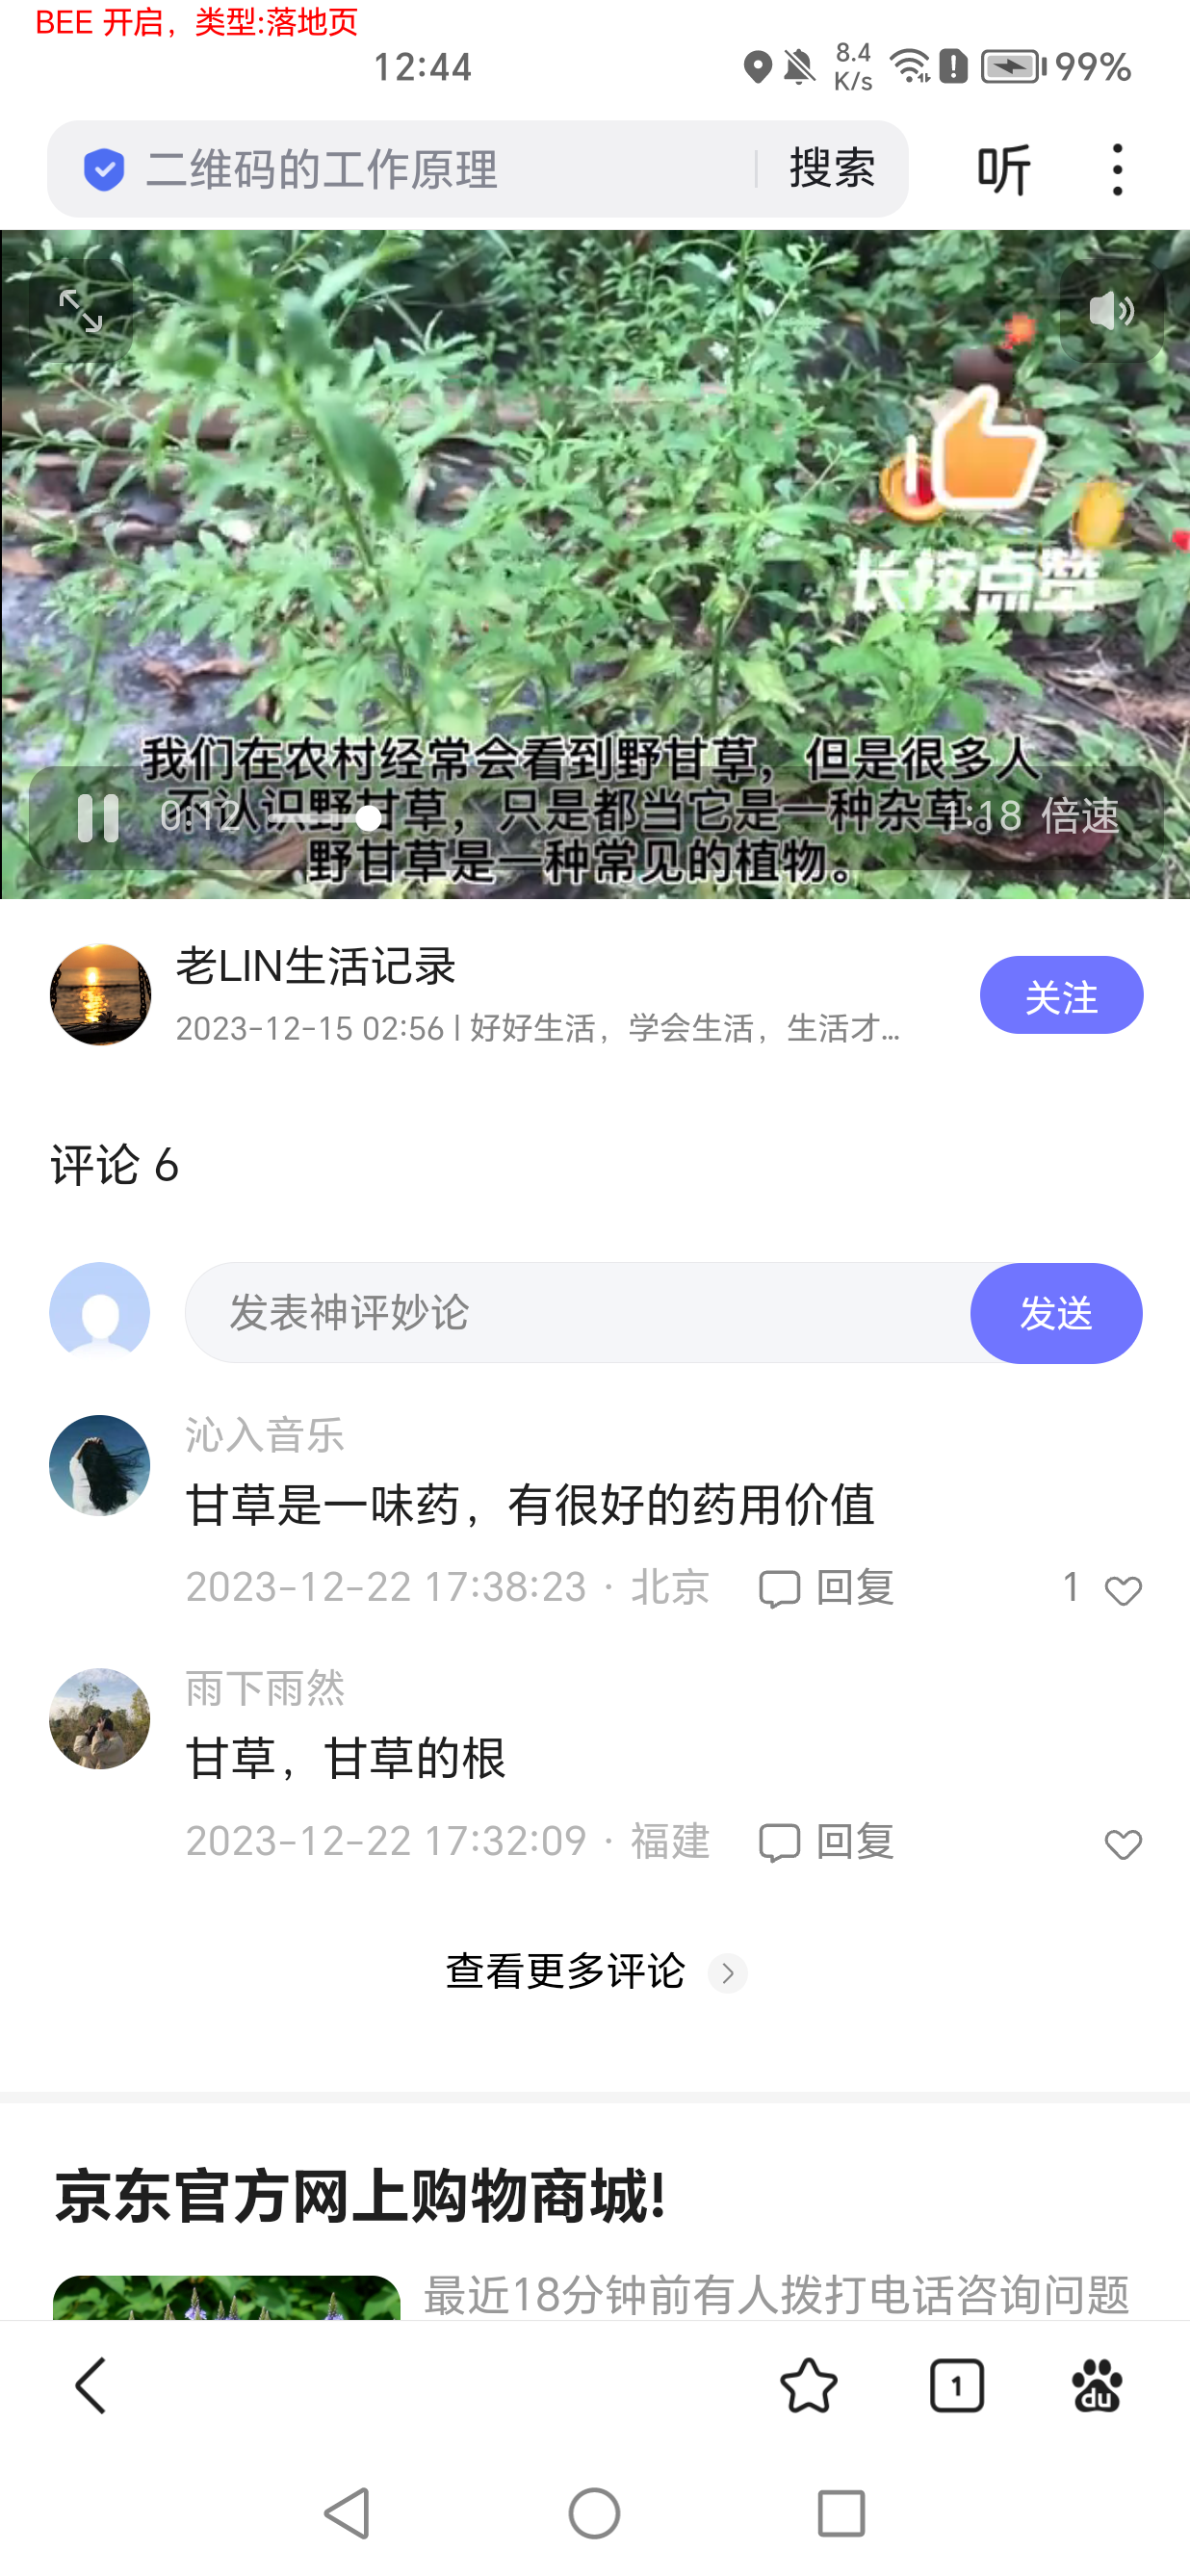 BEE 开启，类型:落地页
12:44
8.4
K/s
99%
二维码的工作原理
搜索
听
长按点赞
我们在农村经常会看到野甘草，但是很多人
不认识野甘草，只是都当它是一种杂草。
0:12
1:18 倍速
野甘草是一种常见的植物。
老LIN生活记录
2023-12-15 02:56 | 好好生活，学会生活，生活才...
关注
评论 6
发表神评妙论
发送
沁入音乐
甘草是一味药，有很好的药用价值
2023-12-22 17:38:23 · 北京
回复
1
雨下雨然
甘草，甘草的根
2023-12-22 17:32:09 · 福建
回复
查看更多评论
京东官方网上购物商城!
最近18分钟前有人拨打电话咨询问题
1
du